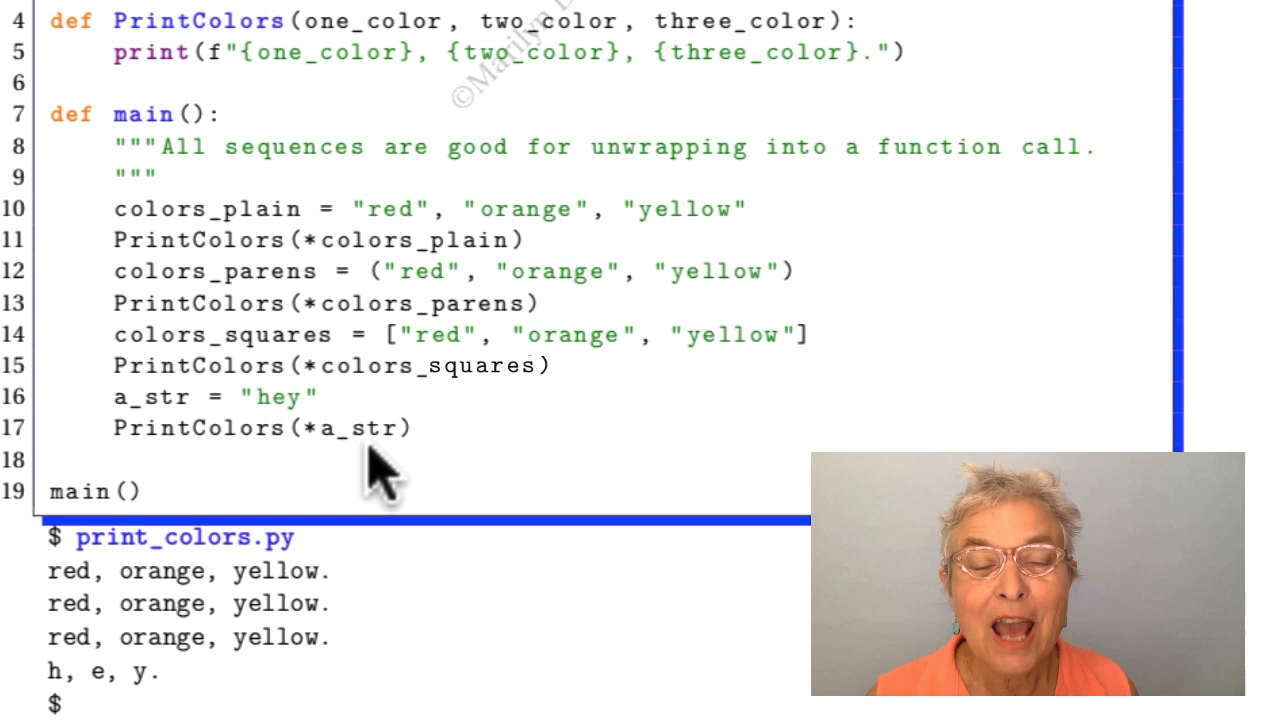 4 def PrintColors(one_color, two_color, three_color):
5 print(f"{one_color}, {two_color}, {three_color}.")
6
7 def main():
8 """All sequences are good for unwrapping into a function call.
9 """
10 colors_plain = "red", "orange", "yellow"
11 PrintColors(*colors_plain)
12 colors_parens = ("red", "orange", "yellow")
13 PrintColors(*colors_parens)
14 colors_squares = ["red", "orange", "yellow"]
15 PrintColors(*colors_squares)
16 a_str = "hey"
17 PrintColors(*a_str)
18
19 main()
$ print_colors.py
red, orange, yellow.
red, orange, yellow.
red, orange, yellow.
h, e, y.
$
©Marilyn